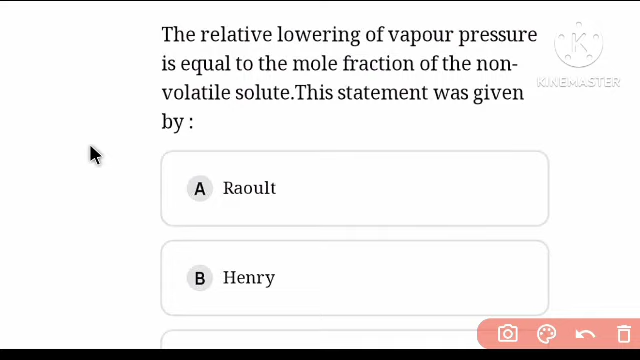 The relative lowering of vapour pressure
is equal to the mole fraction of the non-
volatile solute.This statement was given
by :
K
KINEMASTER
A Raoult
B Henry